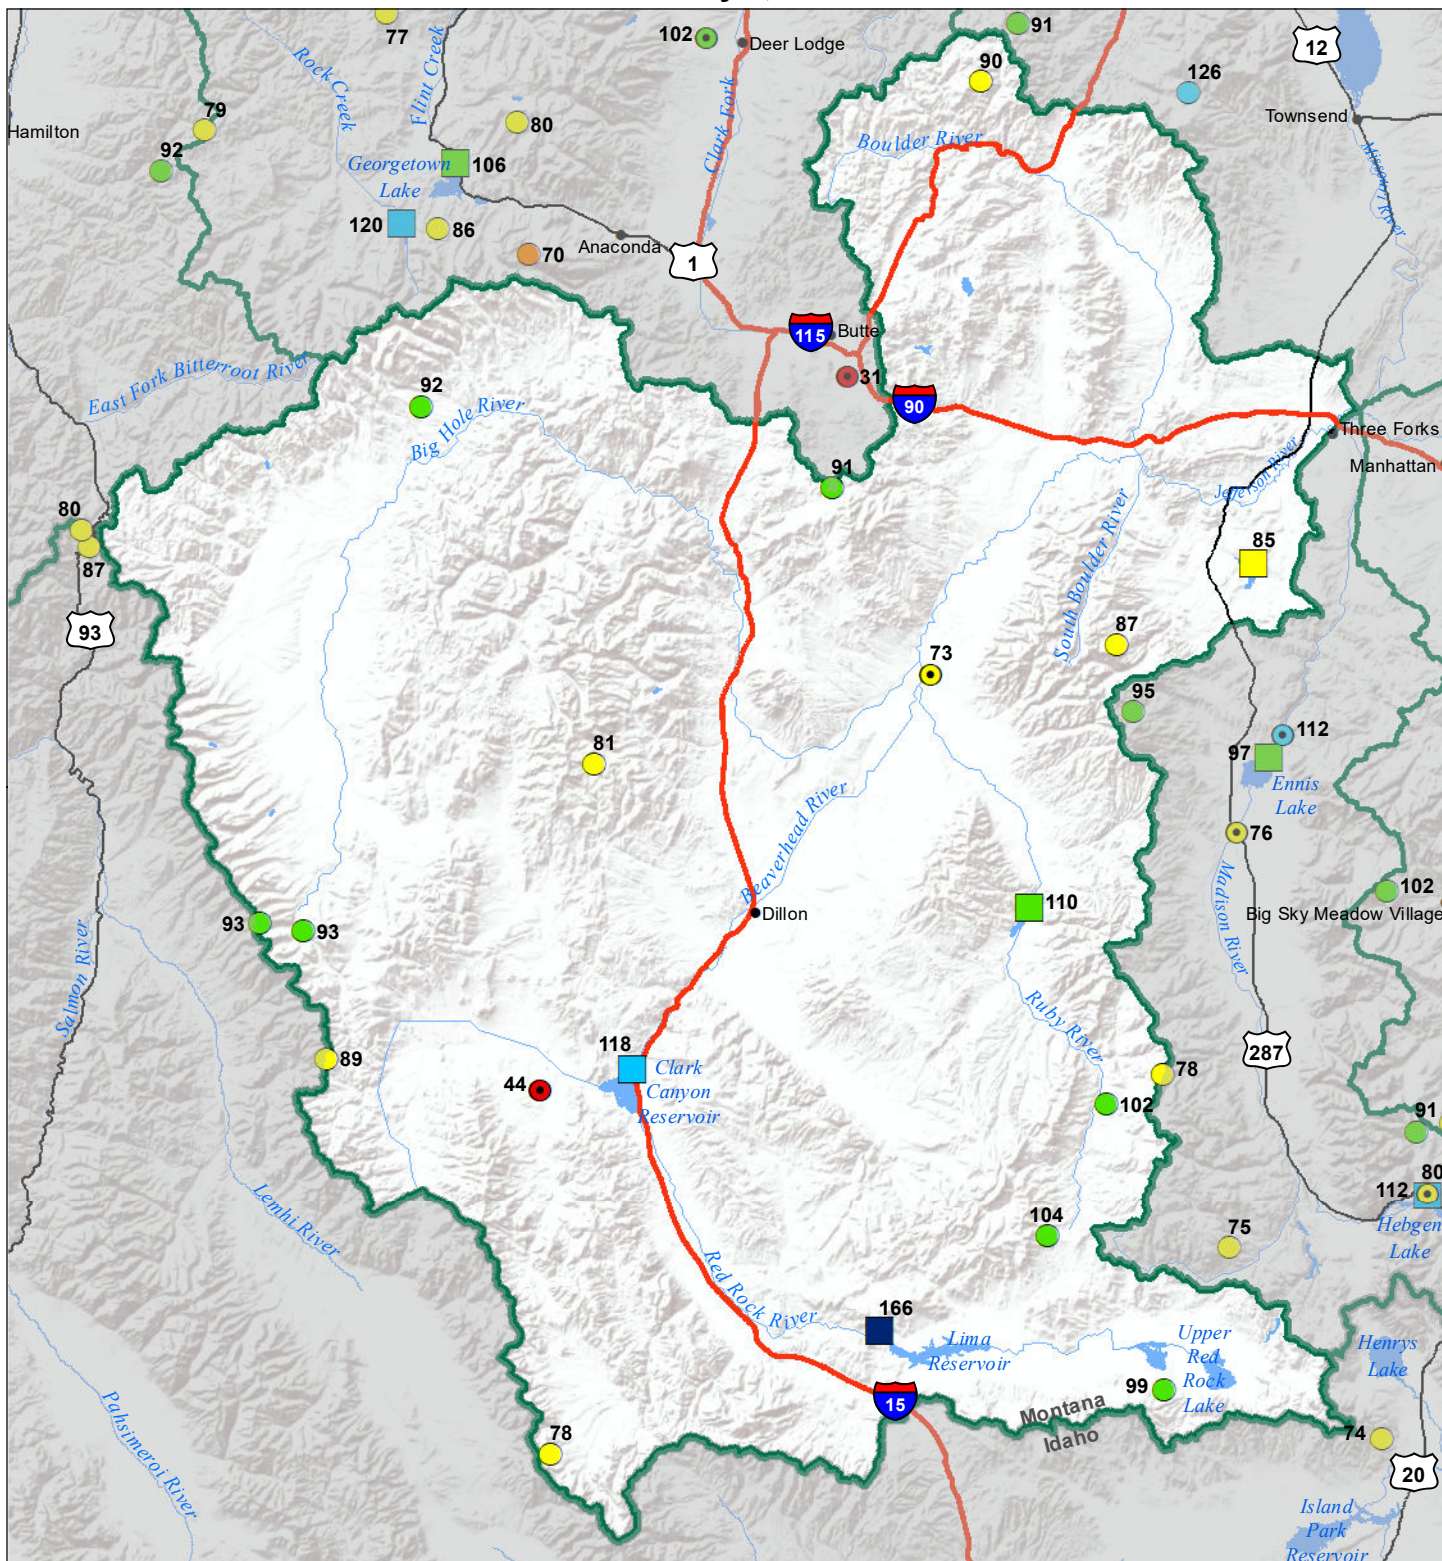 77
102
Deer Lodge
91
12
90
126
Townsend
Rock Creek
Flint Creek
Clark Fork
Hamilton
79
80
92
Georgetown
Lake
106
Boulder River
Missouri River
120
86
70
Anaconda
1
115
Butte
31
90
East Fork Bitterroot River
92
Big Hole River
Three Forks
Manhattan
Jefferson River
91
80
87
85
93
South Boulder River
87
73
95
112
97
Ennis
Lake
81
76
Beaverhead River
Madison River
102
Big Sky Meadow Village
Dillon
110
93
93
Salmon River
Ruby River
287
89
118
Clark
Canyon
Reservoir
44
78
102
91
80
112
Hebgen
Lake
Lemhi River
104
75
Red Rock River
166
Lima
Reservoir
Upper
Red
Rock
Lake
Henrys
Lake
99
15
Montana
Idaho
Pahsimeroi River
78
74
20
Island
Park
Reservoir